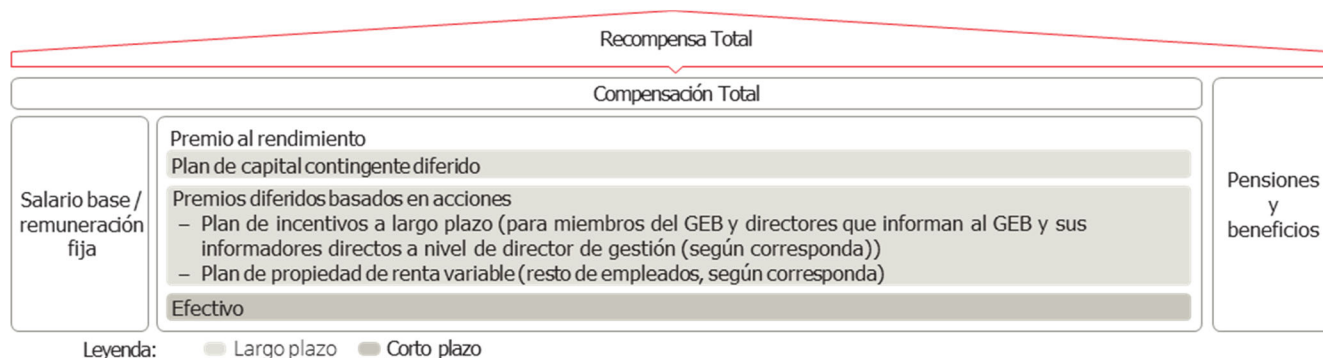 Recompensa Total
Compensación Total
Salario base /
remuneración
fija
Premio al rendimiento
Plan de capital contingente diferido
Premios diferidos basados en acciones
– Plan de incentivos a largo plazo (para miembros del GEB y directores que informan al GEB y sus
informadores directos a nivel de director de gestión (según corresponda))
– Plan de propiedad de renta variable (resto de empleados, según corresponda)
Efectivo
Pensiones
y
beneficios
Leyenda: Largo plazo Corto plazo